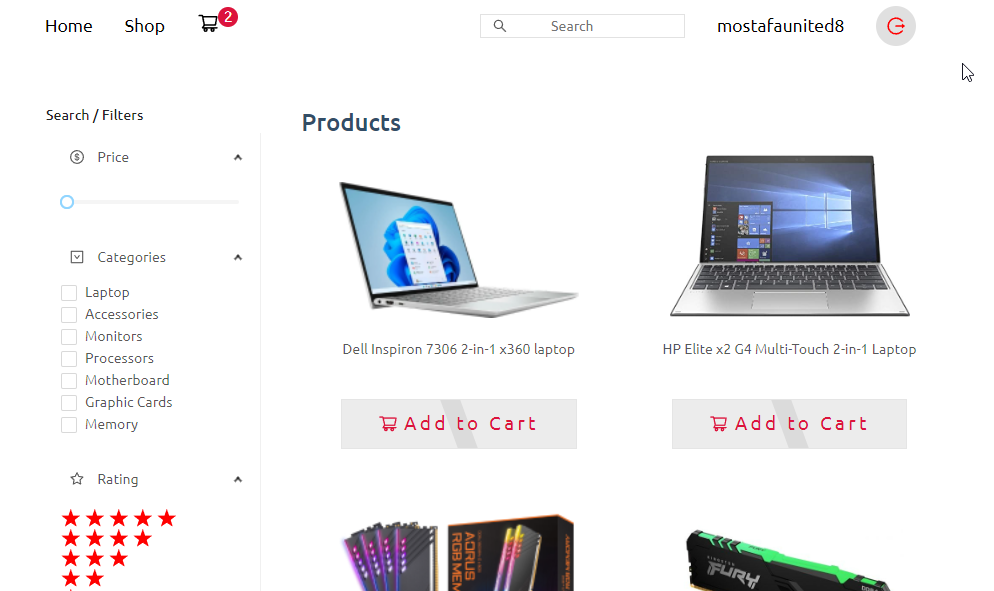 Home Shop 2 Search mostafaunited8
Search / Filters
Products
Price
Categories
Laptop
Accessories
Monitors
Processors
Motherboard
Graphic Cards
Memory
Dell Inspiron 7306 2-in-1 x360 laptop
HP Elite x2 G4 Multi-Touch 2-in-1 Laptop
Add to Cart
Add to Cart
Rating
AORUS
RGB MEM
FURY